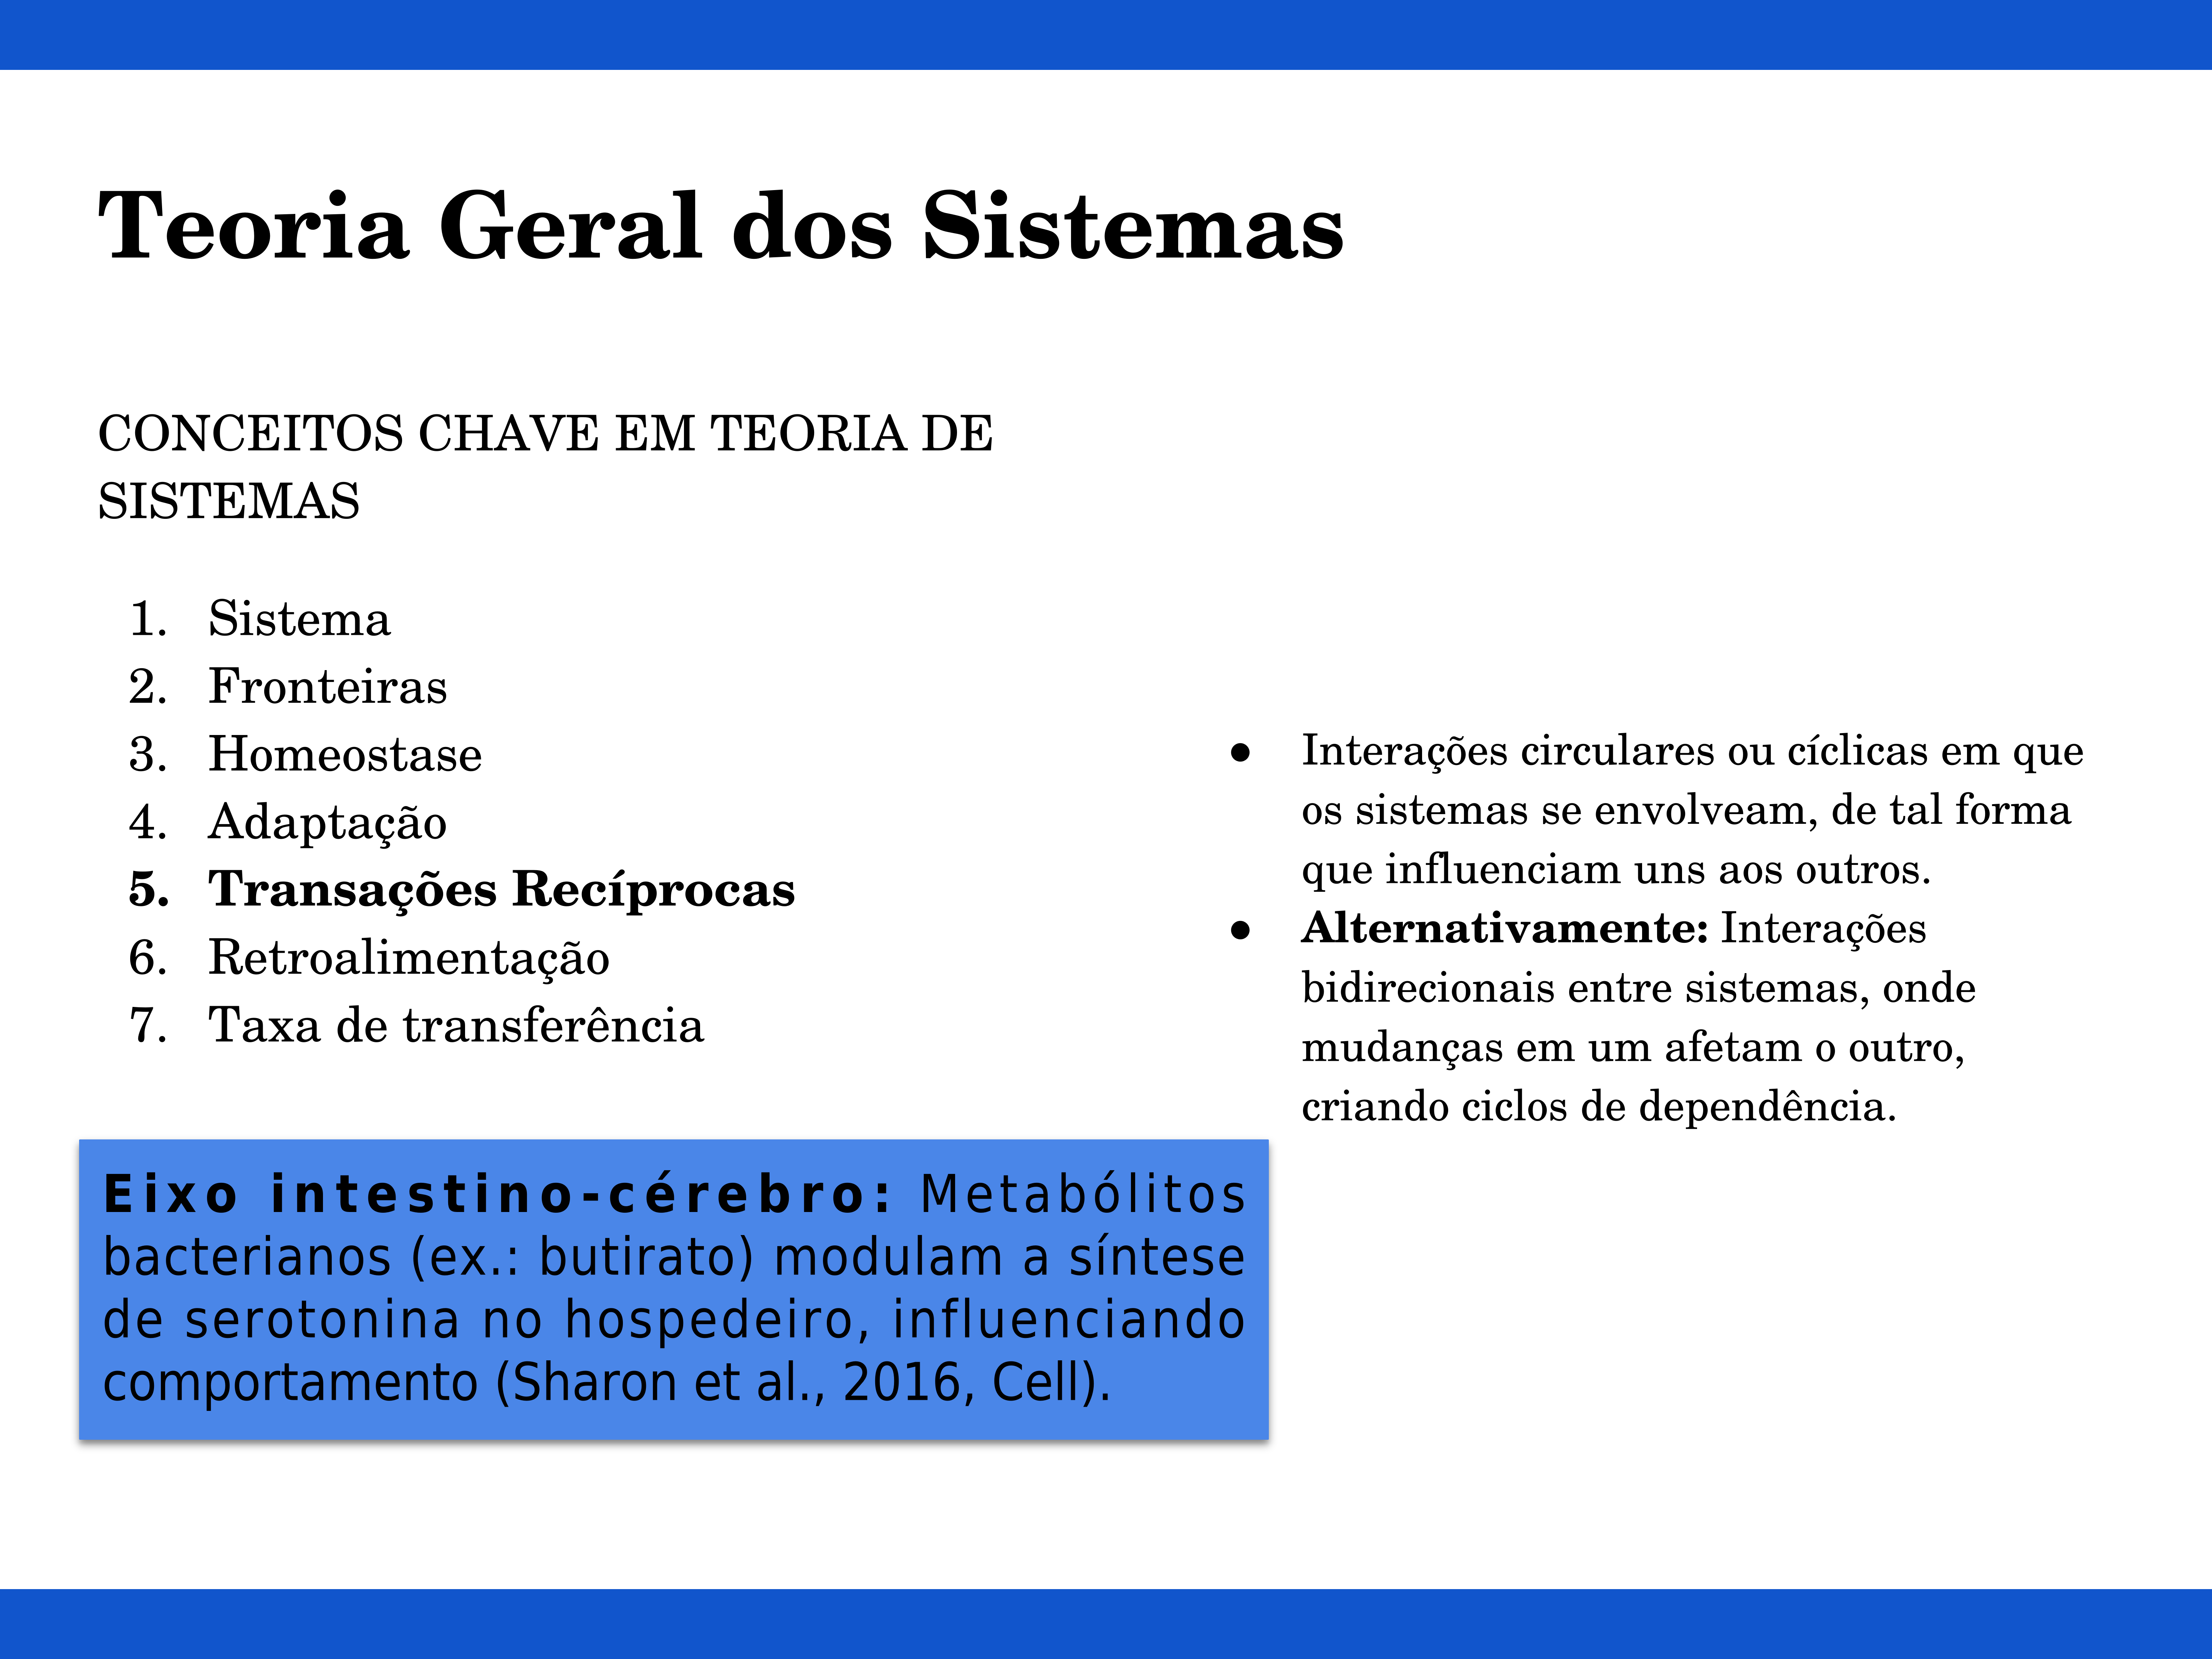 Teoria Geral dos Sistemas
CONCEITOS CHAVE EM TEORIA DE
SISTEMAS
1. Sistema
2. Fronteiras
3. Homeostase
4. Adaptação
5. Transações Recíprocas
6. Retroalimentação
7. Taxa de transferência
● Interações circulares ou cíclicas em que
os sistemas se envolveam, de tal forma
que influenciam uns aos outros.
● Alternativamente: Interações
bidirecionais entre sistemas, onde
mudanças em um afetam o outro,
criando ciclos de dependência.
Eixo intestino-cérebro: Metabólitos
bacterianos (ex.: butirato) modulam a síntese
de serotonina no hospedeiro, influenciando
comportamento (Sharon et al., 2016, Cell).